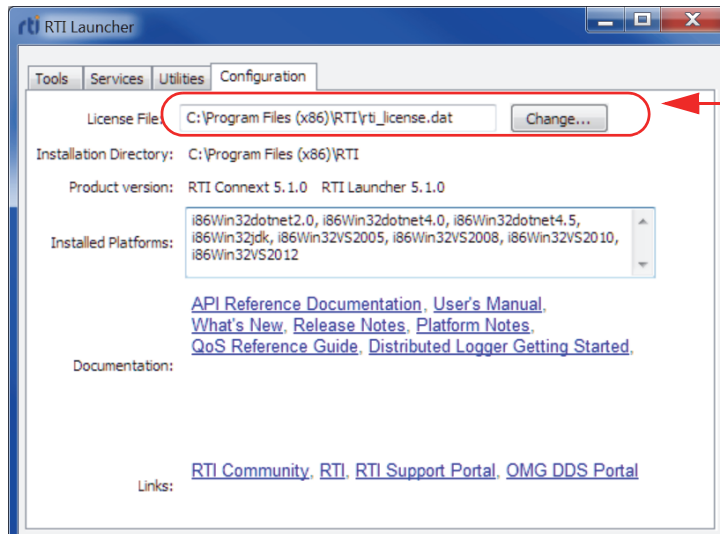 rti RTI Launcher
Tools Services Utilities Configuration
License File: C:\Program Files (x86)\RTI\rti_license.dat Change...
Installation Directory: C:\Program Files (x86)\RTI
Product version: RTI Connext 5.1.0 RTI Launcher 5.1.0
Installed Platforms: i86Win32dotnet2.0, i86Win32dotnet4.0, i86Win32dotnet4.5,
i86Win32jdk, i86Win32VS2005, i86Win32VS2008, i86Win32VS2010,
i86Win32VS2012
Documentation: API Reference Documentation, User's Manual,
What's New, Release Notes, Platform Notes,
QoS Reference Guide, Distributed Logger Getting Started,
Links: RTI Community, RTI, RTI Support Portal, OMG DDS Portal